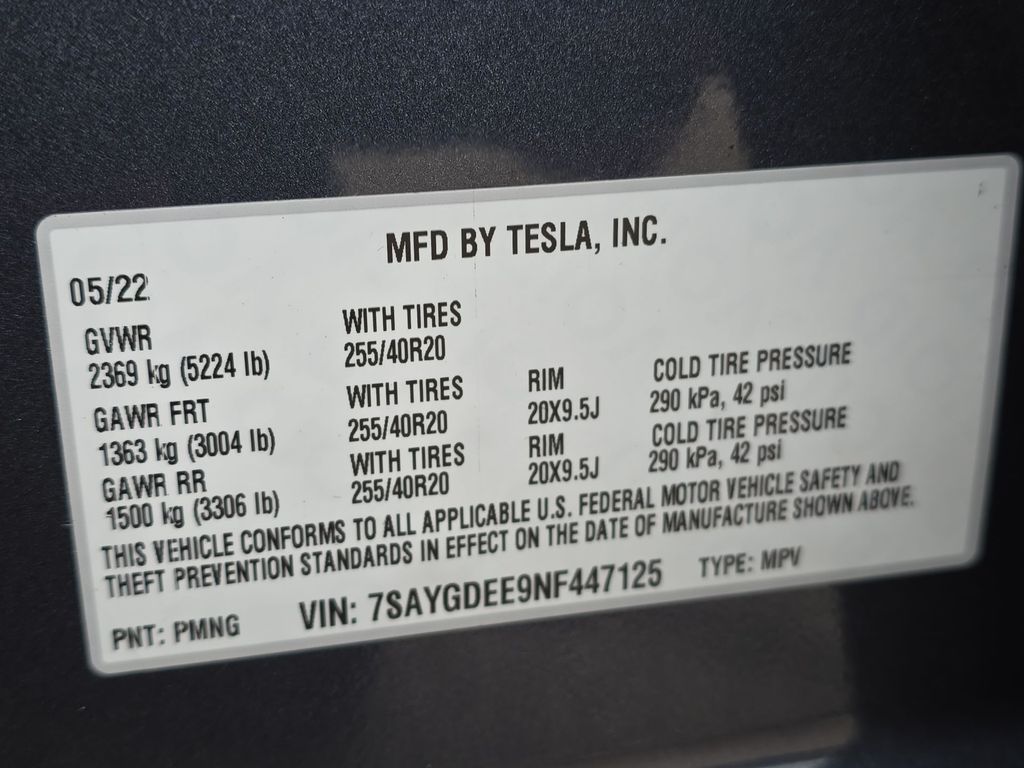 MFD BY TESLA, INC.
05/22
GVWR
2369 kg (5224 lb)
WITH TIRES
255/40R20
GAWR FRT
1363 kg (3004 lb)
WITH TIRES
255/40R20
RIM
20X9.5J
COLD TIRE PRESSURE
290 kPa, 42 psi
GAWR RR
1500 kg (3306 lb)
WITH TIRES
255/40R20
RIM
20X9.5J
COLD TIRE PRESSURE
290 kPa, 42 psi
THIS VEHICLE CONFORMS TO ALL APPLICABLE U.S. FEDERAL MOTOR VEHICLE SAFETY AND
THEFT PREVENTION STANDARDS IN EFFECT ON THE DATE OF MANUFACTURE SHOWN ABOVE.
PNT: PMNG VIN: 7SAYGDEE9NF447125 TYPE: MPV